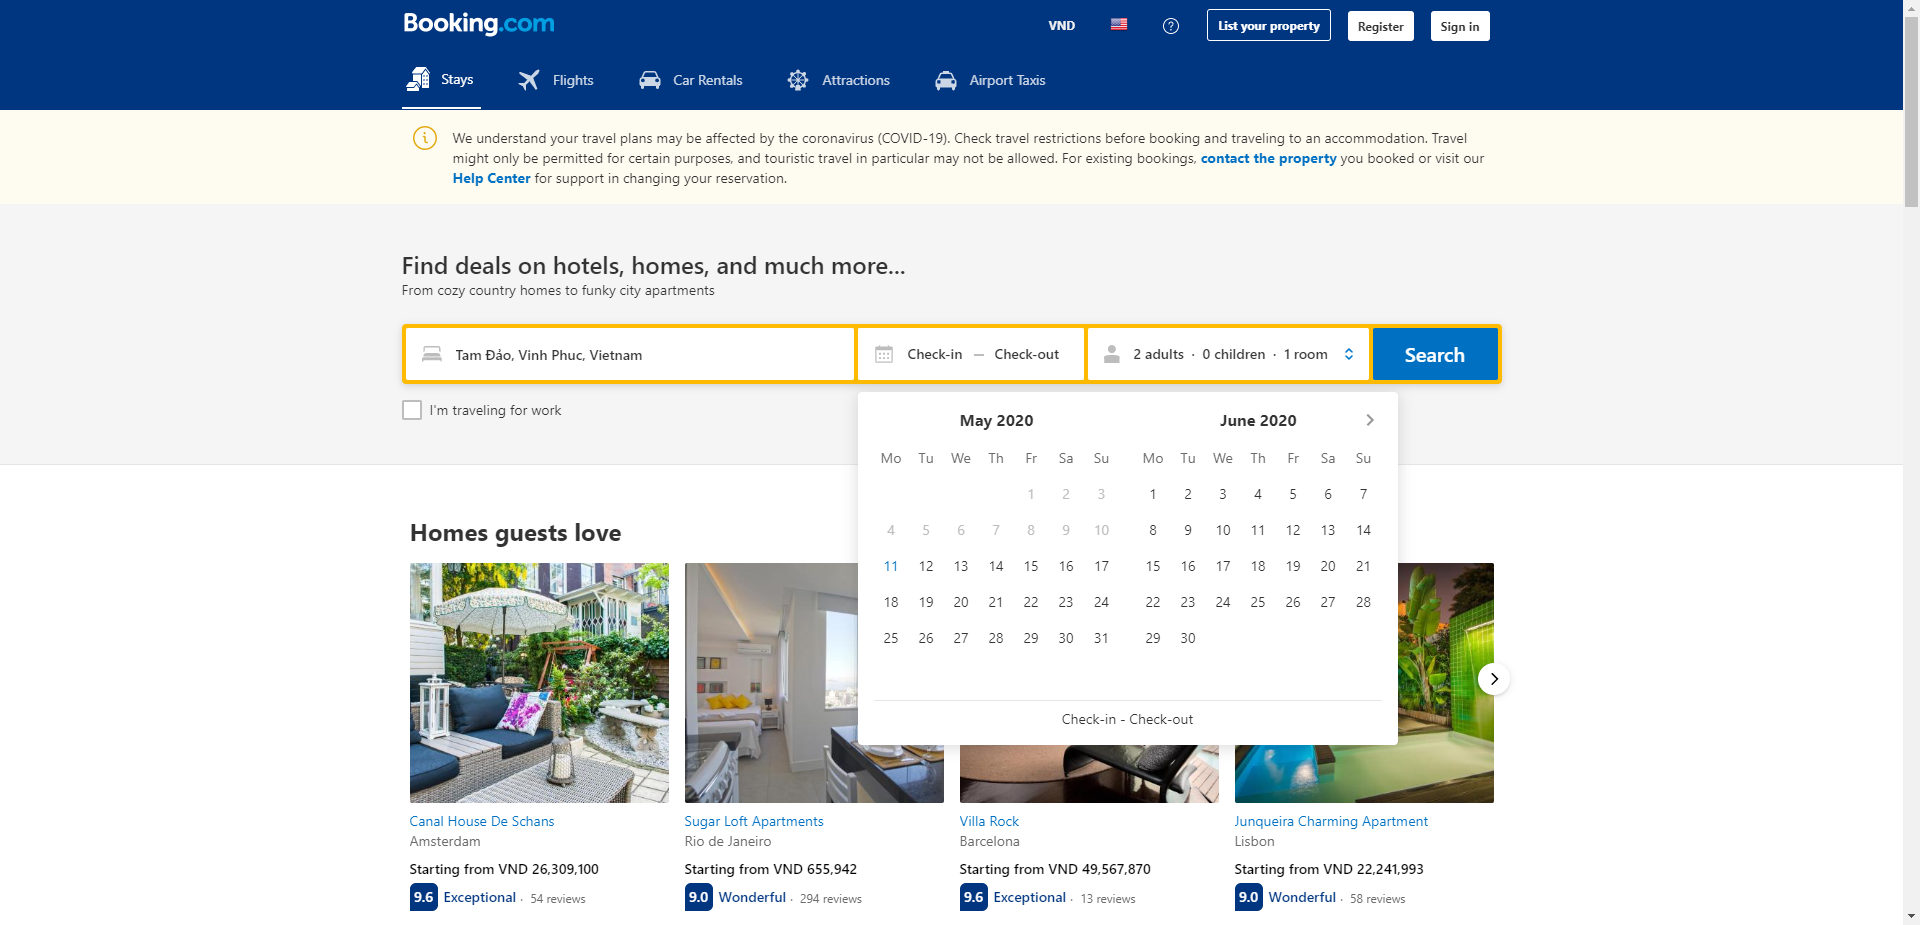 Booking.com
VND
List your property
Register
Sign in
Stays
Flights
Car Rentals
Attractions
Airport Taxis
We understand your travel plans may be affected by the coronavirus (COVID-19). Check travel restrictions before booking and traveling to an accommodation. Travel
might only be permitted for certain purposes, and touristic travel in particular may not be allowed. For existing bookings, contact the property you booked or visit our
Help Center for support in changing your reservation.
Find deals on hotels, homes, and much more...
From cozy country homes to funky city apartments
Tam Đảo, Vinh Phuc, Vietnam
Check-in — Check-out
2 adults · 0 children · 1 room
Search
I'm traveling for work
May 2020
Mo Tu We Th Fr Sa Su
1 2 3
4 5 6 7 8 9 10
11 12 13 14 15 16 17
18 19 20 21 22 23 24
25 26 27 28 29 30 31
June 2020
Mo Tu We Th Fr Sa Su
1 2 3 4 5 6 7
8 9 10 11 12 13 14
15 16 17 18 19 20 21
22 23 24 25 26 27 28
29 30
Check-in - Check-out
Homes guests love
Canal House De Schans
Amsterdam
Starting from VND 26,309,100
9.6 Exceptional · 54 reviews
Sugar Loft Apartments
Rio de Janeiro
Starting from VND 655,942
9.0 Wonderful · 294 reviews
Villa Rock
Barcelona
Starting from VND 49,567,870
9.6 Exceptional · 13 reviews
Junqueira Charming Apartment
Lisbon
Starting from VND 22,241,993
9.0 Wonderful · 58 reviews